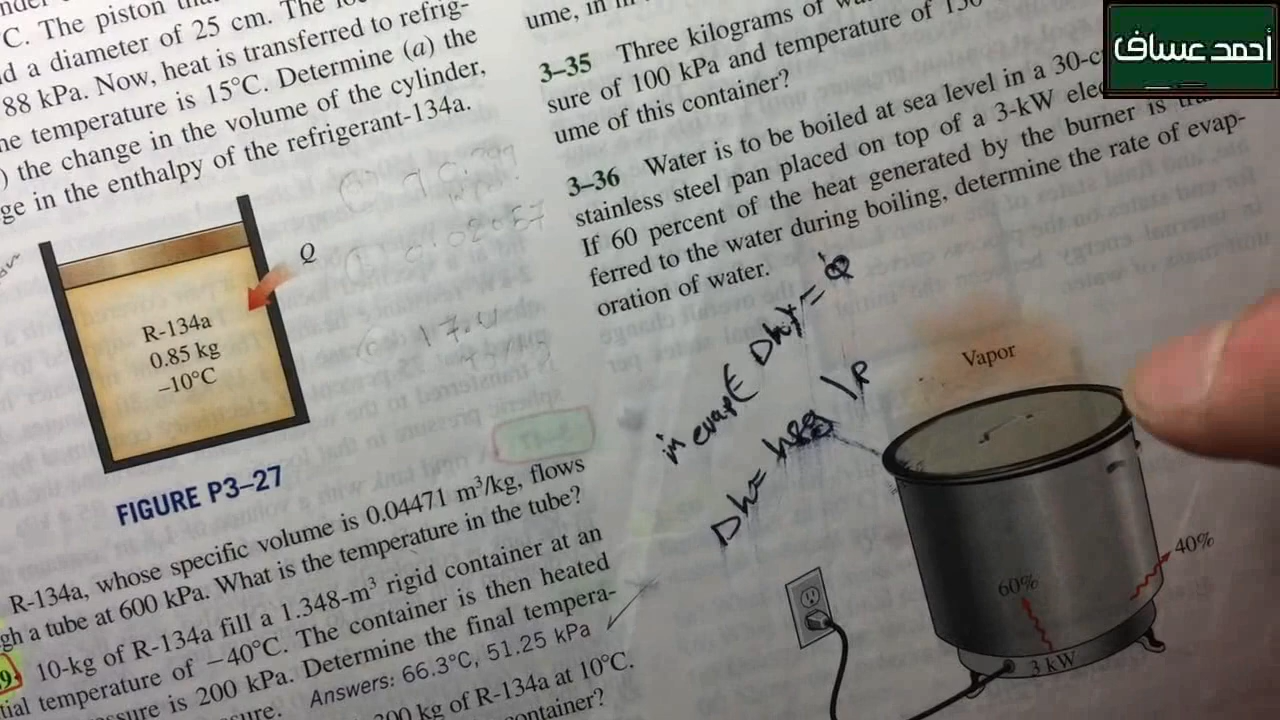 °C. The piston
a diameter of 25 cm. The
88 kPa. Now, heat is transferred to refrig-
temperature is 15°C. Determine (a) the
) the change in the volume of the cylinder,
ge in the enthalpy of the refrigerant-134a.
Q
R-134a
0.85 kg
–10°C
FIGURE P3–27
R-134a, whose specific volume is 0.04471 m³/kg, flows
gh a tube at 600 kPa. What is the temperature in the tube?
10-kg of R-134a fill a 1.348-m³ rigid container at an
tial temperature of −40°C. The container is then heated
ssure is 200 kPa. Determine the final tempera-
sure. Answers: 66.3°C, 51.25 kPa
kg of R-134a at 10°C.
container?
ume, in
3–35 Three kilograms of
sure of 100 kPa and temperature of 150
ume of this container?
3–36 Water is to be boiled at sea level in a 30-c
stainless steel pan placed on top of a 3-kW elec
If 60 percent of the heat generated by the burner is
ferred to the water during boiling, determine the rate of evap-
oration of water.
Vapor
60%
40%
3 kW
أحمد عساف